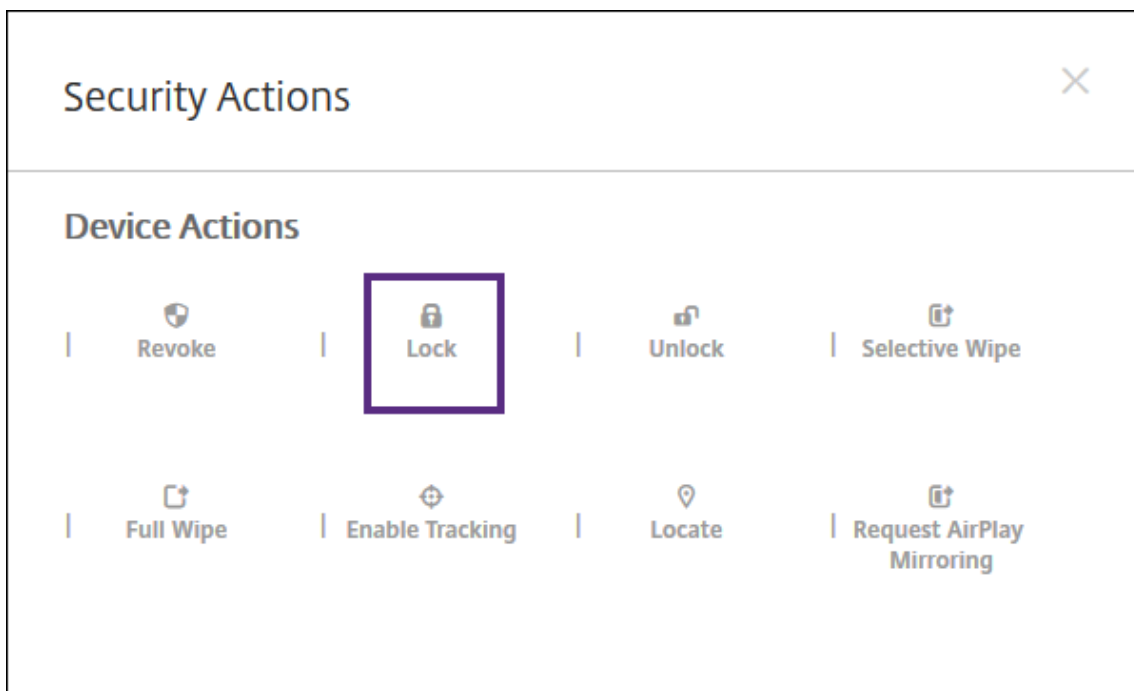 Security Actions
Device Actions
Revoke
Lock
Unlock
Selective Wipe
Full Wipe
Enable Tracking
Locate
Request AirPlay
Mirroring